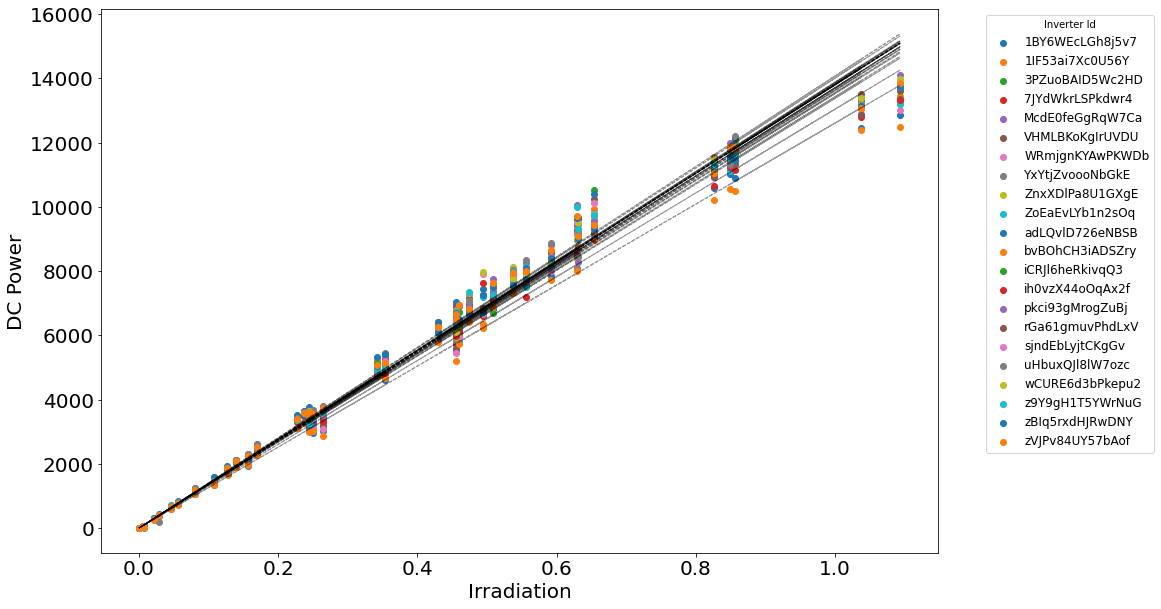 16000
14000
12000
10000
8000
6000
4000
2000
0
DC Power
0.0 0.2 0.4 0.6 0.8 1.0
Irradiation
Inverter Id
1BY6WEcLGh8j5v7
1IF53ai7Xc0U56Y
3PZuoBAID5Wc2HD
7JYdWkrLSPkdwr4
McdE0feGgRqW7Ca
VHMLBKoKgIrUVDU
WRmjgnKYAwPKWDb
YxYtjZvoooNbGkE
ZnxXDlPa8U1GXgE
ZoEaEvLYb1n2sOq
adLQvlD726eNBSB
bvBOhCH3iADSZry
iCRJl6heRkivqQ3
ih0vzX44oOqAx2f
pkci93gMrogZuBj
rGa61gmuvPhdLxV
sjndEbLyjtCKgGv
uHbuxQJl8lW7ozc
wCURE6d3bPkepu2
z9Y9gH1T5YWrNuG
zBIq5rxdHJRwDNY
zVJPv84UY57bAof